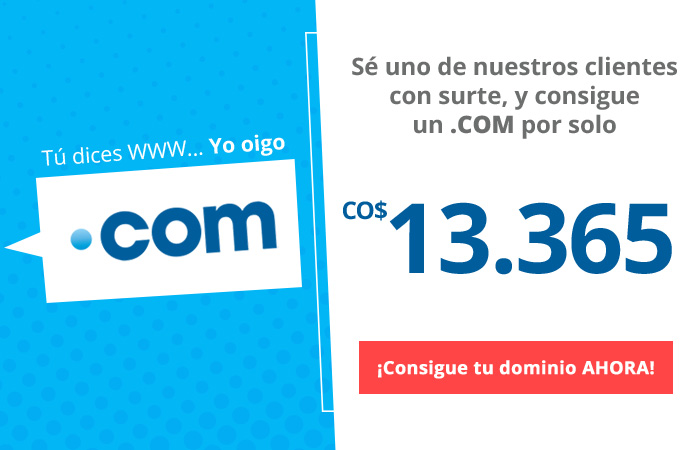 Tú dices WWW... Yo oigo
.com
Sé uno de nuestros clientes
con surte, y consigue
un .COM por solo
CO$13.365
¡Consigue tu dominio AHORA!